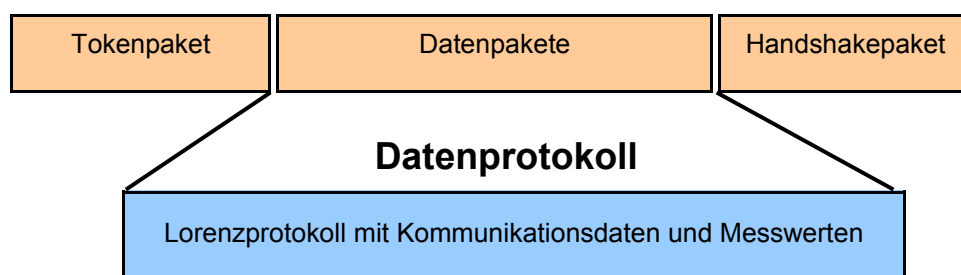 Tokenpaket Datenpakete Handshakepaket
Datenprotokoll
Lorenzprotokoll mit Kommunikationsdaten und Messwerten